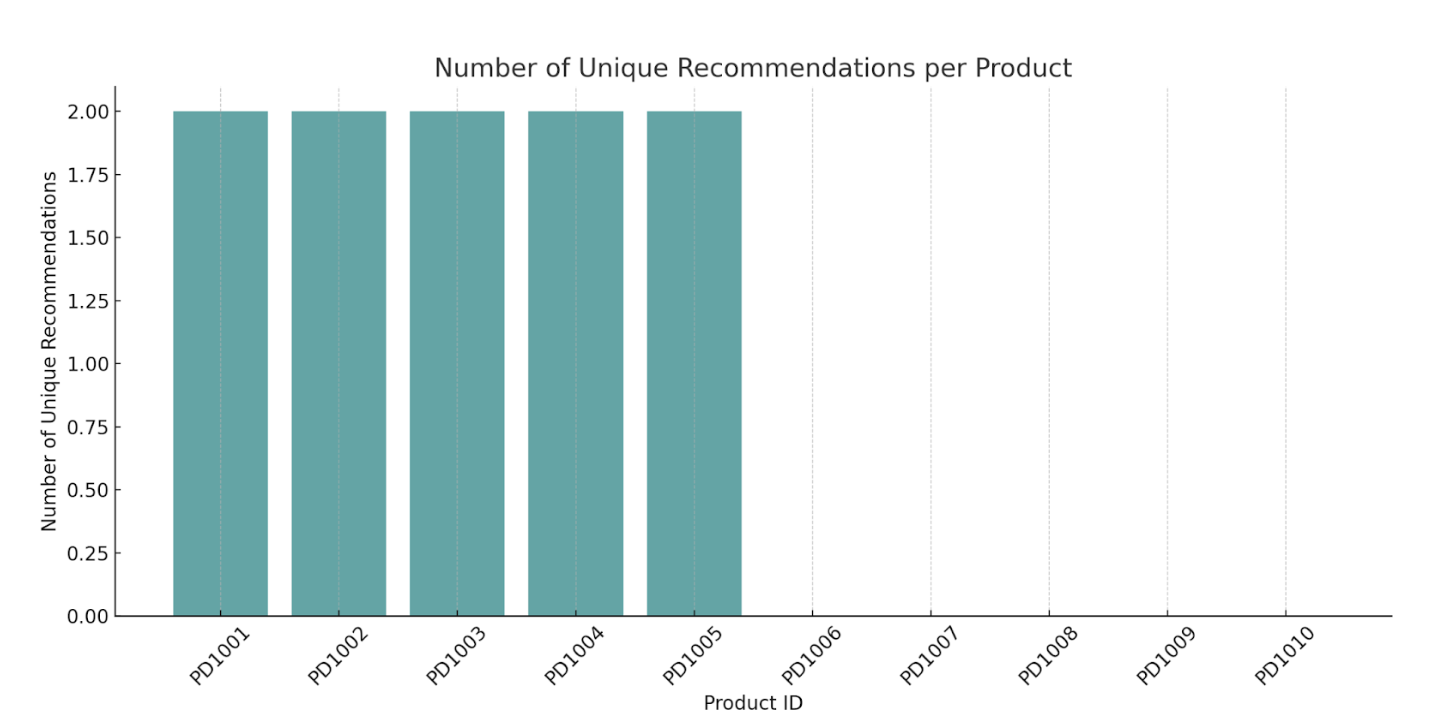 Number of Unique Recommendations per Product
Number of Unique Recommendations
2.00
1.75
1.50
1.25
1.00
0.75
0.50
0.25
0.00
PD1001
PD1002
PD1003
PD1004
PD1005
PD1006
PD1007
PD1008
PD1009
PD1010
Product ID